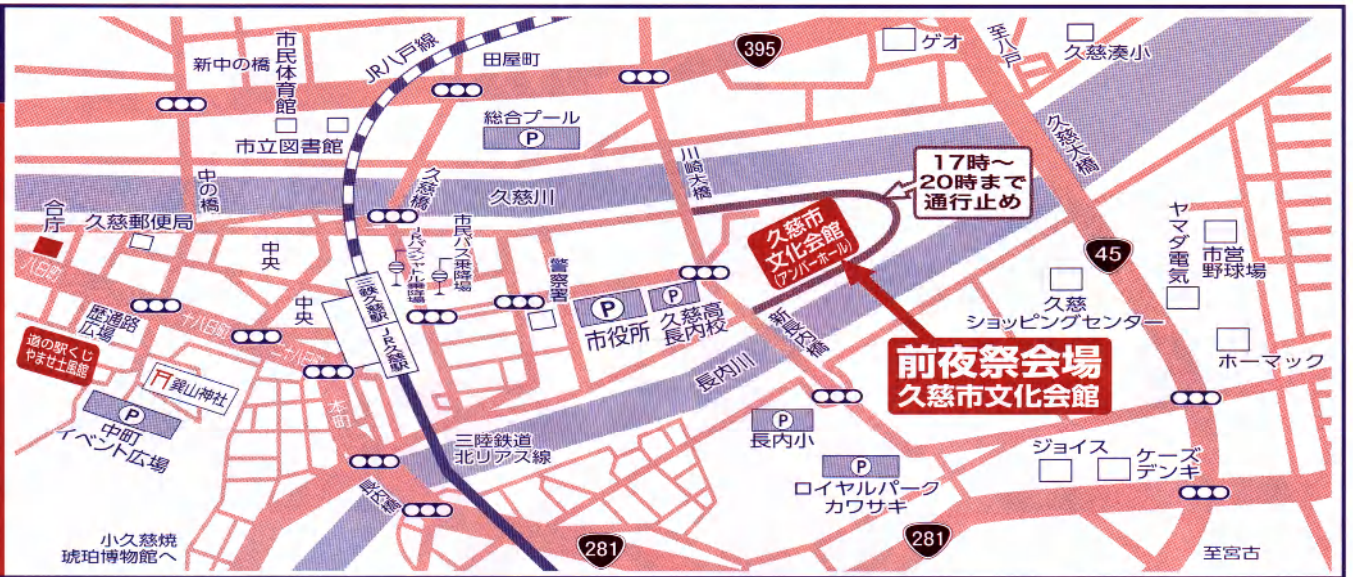 395
ゲオ
至八戸
久慈湊小
新中の橋
市民体育館
JR八戸線
田屋町
総合プール
P
市立図書館
川崎大橋
久慈大橋
17時～
20時まで
通行止め
中の橋
久慈橋
久慈川
合庁
久慈郵便局
中央
市民バス乗降場
久慈市
文化会館
(アンバーホール)
ヤマダ電気
市営
野球場
45
八日町
中央
三鉄久慈駅
JR久慈駅
警察署
P
市役所
P
久慈高
長内校
新長内橋
久慈
ショッピングセンター
歴通路
広場
十八日町
二十八日町
道の駅くじ
やませ土風館
巽山神社
前夜祭会場
久慈市文化会館
ホーマック
P
中町
イベント広場
本町
長内川
P
長内小
三陸鉄道
北リアス線
ジョイス
ケーズ
デンキ
P
ロイヤルパーク
カワサキ
長内橋
小久慈焼
琥珀博物館へ
281
281
至宮古